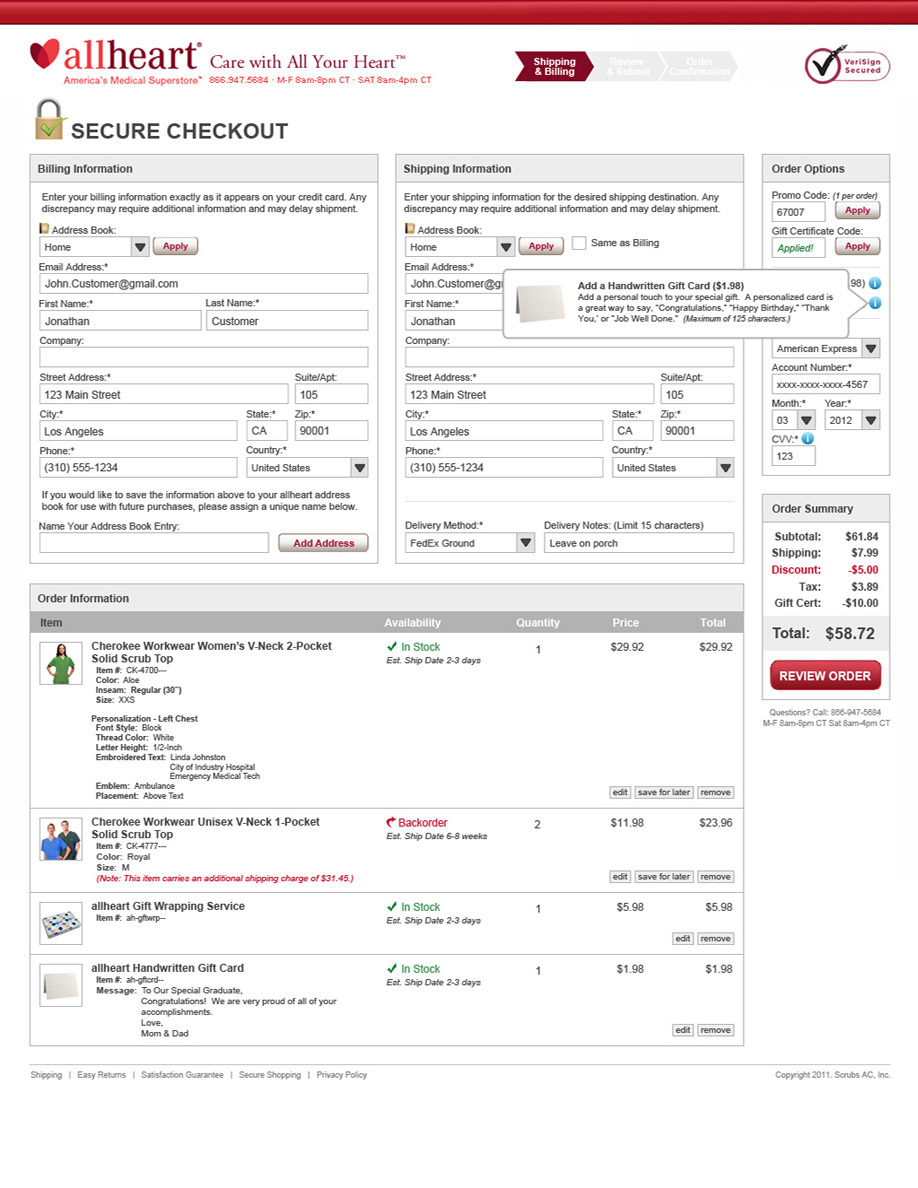 allheart® Care with All Your Heart™
America's Medical Superstore™ 866.947.5684 · M-F 8am-8pm CT · SAT 8am-4pm CT
Shipping
& Billing
Review
& Submit
Order
Confirmation
VeriSign
Secured
SECURE CHECKOUT
Billing Information
Enter your billing information exactly as it appears on your credit card. Any
discrepancy may require additional information and may delay shipment.
Address Book:
Home Apply
Email Address:*
John.Customer@gmail.com
First Name:* Last Name:*
Jonathan Customer
Company:
Street Address:* Suite/Apt:
123 Main Street 105
City:* State:* Zip:*
Los Angeles CA 90001
Phone:* Country:*
(310) 555-1234 United States
If you would like to save the information above to your allheart address
book for use with future purchases, please assign a unique name below.
Name Your Address Book Entry:
Add Address
Shipping Information
Enter your shipping information for the desired shipping destination. Any
discrepancy may require additional information and may delay shipment.
Address Book:
Home Apply Same as Billing
Email Address:*
John.Customer@g
First Name:*
Jonathan
Company:
Street Address:* Suite/Apt:
123 Main Street 105
City:* State:* Zip:*
Los Angeles CA 90001
Phone:* Country:*
(310) 555-1234 United States
Delivery Method:* Delivery Notes: (Limit 15 characters)
FedEx Ground Leave on porch
Add a Handwritten Gift Card ($1.98)
Add a personal touch to your special gift. A personalized card is
a great way to say, "Congratulations," "Happy Birthday," "Thank
You,' or "Job Well Done." (Maximum of 125 characters.)
Order Options
Promo Code: (1 per order)
67007 Apply
Gift Certificate Code:
Applied! Apply
.98) i
i
American Express
Account Number:*
xxxx-xxxx-xxxx-4567
Month:* Year:*
03 2012
CVV:* i
123
Order Summary
Subtotal: $61.84
Shipping: $7.99
Discount: -$5.00
Tax: $3.89
Gift Cert: -$10.00
Total: $58.72
REVIEW ORDER
Questions? Call: 866-947-5684
M-F 8am-8pm CT Sat 8am-4pm CT
Order Information
Item Availability Quantity Price Total
Cherokee Workwear Women's V-Neck 2-Pocket
Solid Scrub Top
Item #: CK-4700---
Color: Aloe
Inseam: Regular (30")
Size: XXS
Personalization - Left Chest
Font Style: Block
Thread Color: White
Letter Height: 1/2-Inch
Embroidered Text: Linda Johnston
City of Industry Hospital
Emergency Medical Tech
Emblem: Ambulance
Placement: Above Text
In Stock
Est. Ship Date 2-3 days
1 $29.92 $29.92
edit save for later remove
Cherokee Workwear Unisex V-Neck 1-Pocket
Solid Scrub Top
Item #: CK-4777---
Color: Royal
Size: M
(Note: This item carries an additional shipping charge of $31.45.)
Backorder
Est. Ship Date 6-8 weeks
2 $11.98 $23.96
edit save for later remove
allheart Gift Wrapping Service
Item #: ah-gftwrp--
In Stock
Est. Ship Date 2-3 days
1 $5.98 $5.98
edit remove
allheart Handwritten Gift Card
Item #: ah-gftcrd--
Message: To Our Special Graduate,
Congratulations! We are very proud of all of your
accomplishments.
Love,
Mom & Dad
In Stock
Est. Ship Date 2-3 days
1 $1.98 $1.98
edit remove
Shipping | Easy Returns | Satisfaction Guarantee | Secure Shopping | Privacy Policy
Copyright 2011. Scrubs AC, Inc.